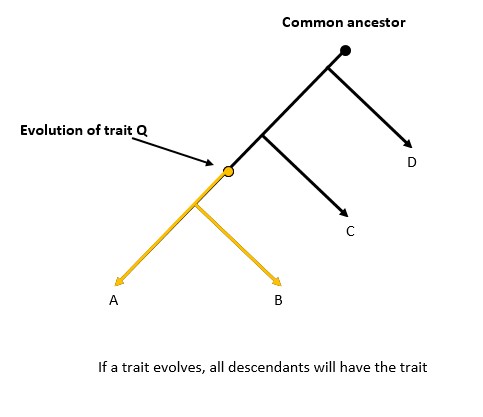 Common ancestor
Evolution of trait Q
D
C
A
B
If a trait evolves, all descendants will have the trait